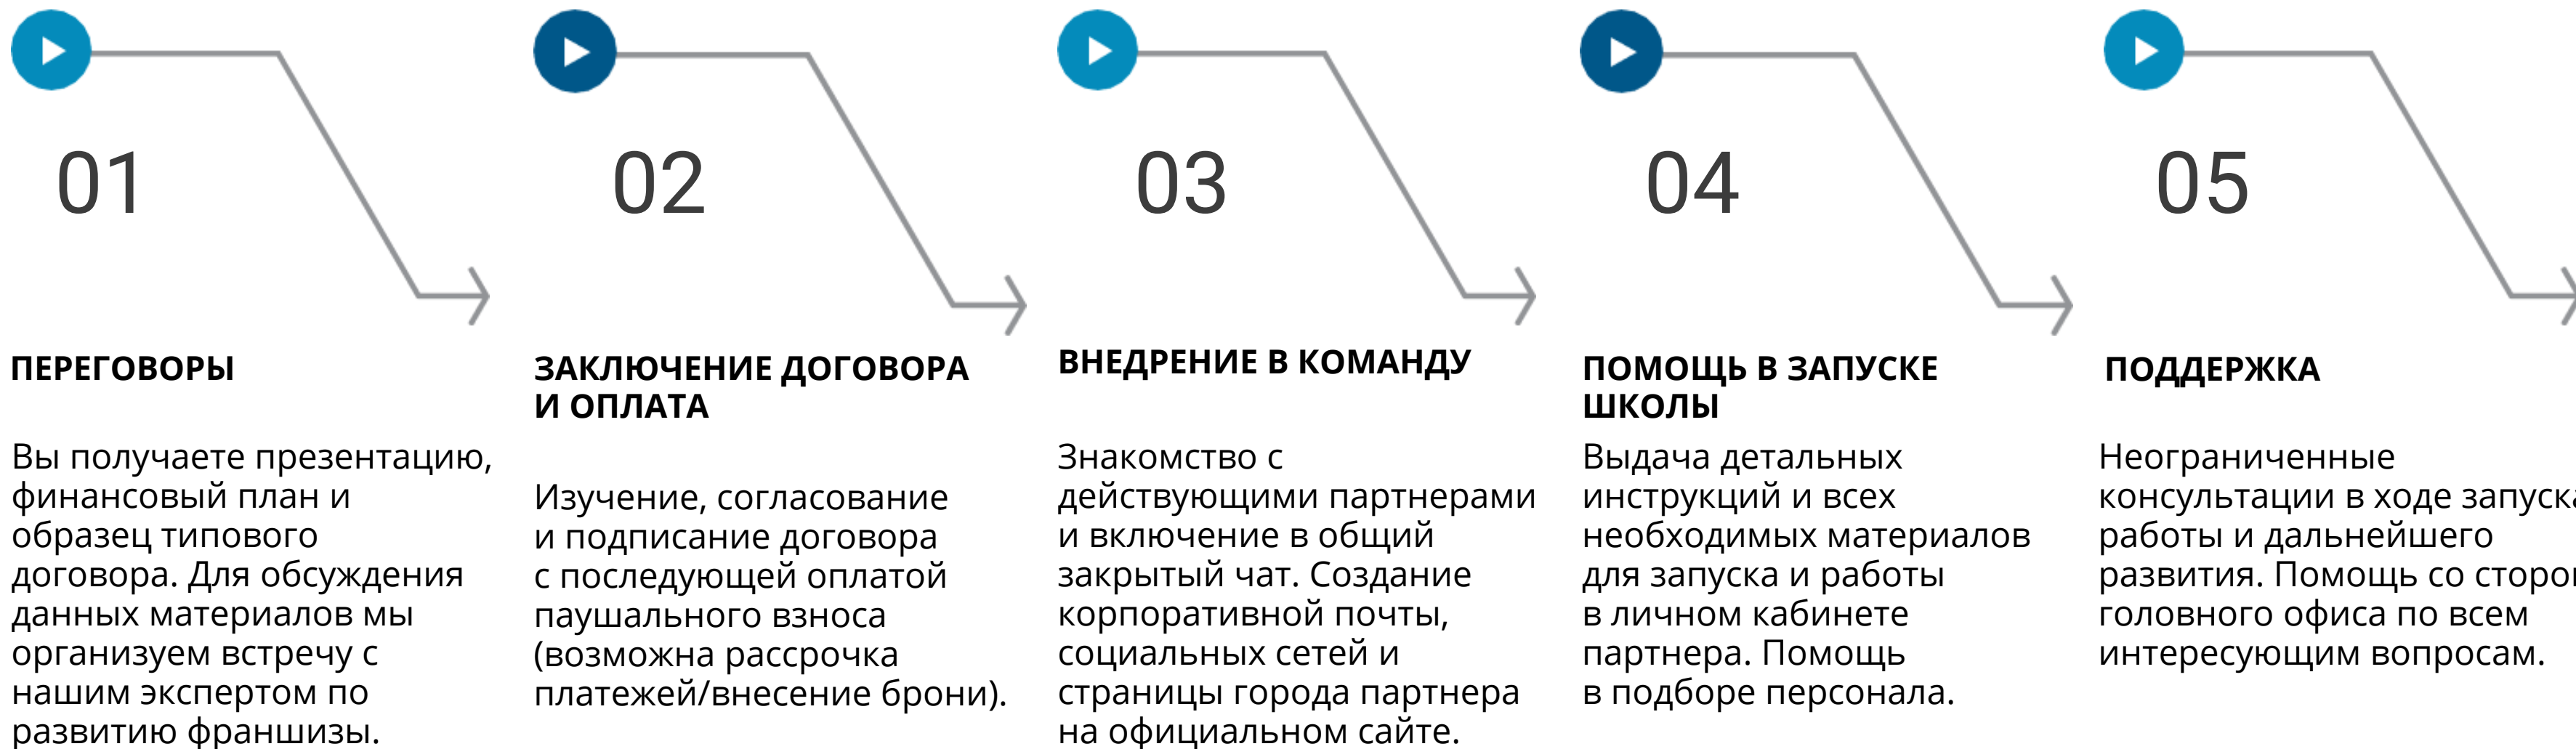 01
ПЕРЕГОВОРЫ
Вы получаете презентацию,
финансовый план и
образец типового
договора. Для обсуждения
данных материалов мы
организуем встречу с
нашим экспертом по
развитию франшизы.
02
ЗАКЛЮЧЕНИЕ ДОГОВОРА
И ОПЛАТА
Изучение, согласование
и подписание договора
с последующей оплатой
паушального взноса
(возможна рассрочка
платежей/внесение брони).
03
ВНЕДРЕНИЕ В КОМАНДУ
Знакомство с
действующими партнерами
и включение в общий
закрытый чат. Создание
корпоративной почты,
социальных сетей и
страницы города партнера
на официальном сайте.
04
ПОМОЩЬ В ЗАПУСКЕ
ШКОЛЫ
Выдача детальных
инструкций и всех
необходимых материалов
для запуска и работы
в личном кабинете
партнера. Помощь
в подборе персонала.
05
ПОДДЕРЖКА
Неограниченные
консультации в ходе запуска
работы и дальнейшего
развития. Помощь со
головного офиса по всем
интересующим вопросам.